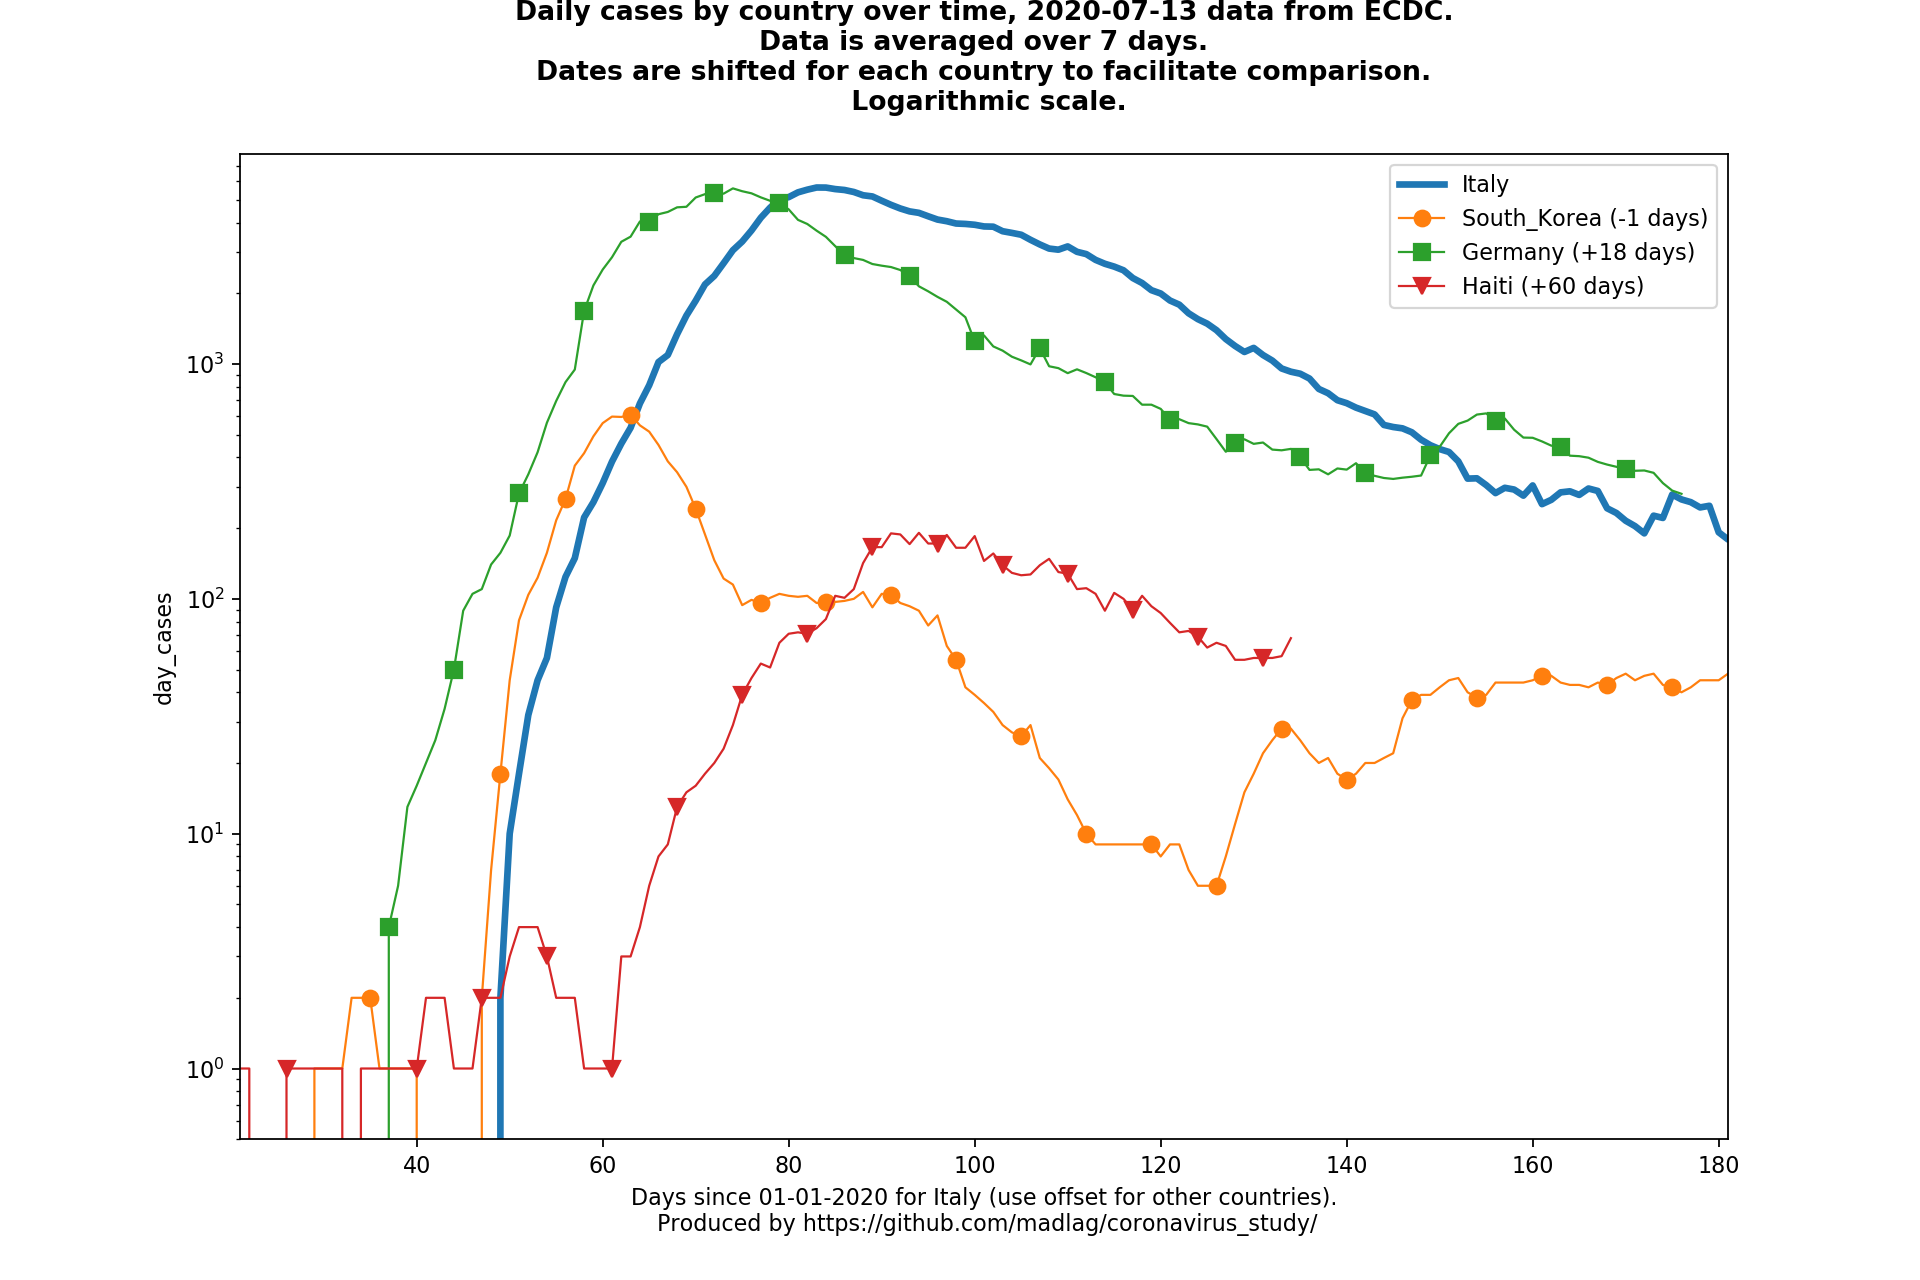 Daily cases by country over time, 2020-07-13 data from ECDC.
Data is averaged over 7 days.
Dates are shifted for each country to facilitate comparison.
Logarithmic scale.
Italy
South_Korea (-1 days)
Germany (+18 days)
Haiti (+60 days)
day_cases
10³
10²
10¹
10⁰
40 60 80 100 120 140 160 180
Days since 01-01-2020 for Italy (use offset for other countries).
Produced by https://github.com/madlag/coronavirus_study/